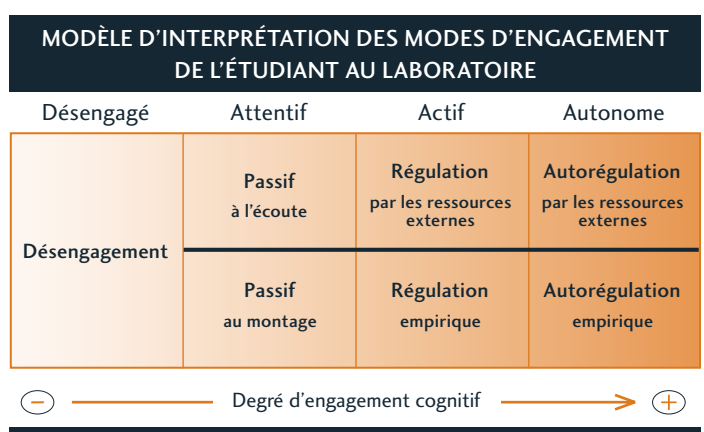 MODÈLE D'INTERPRÉTATION DES MODES D'ENGAGEMENT
DE L'ÉTUDIANT AU LABORATOIRE
Désengagé
Attentif
Actif
Autonome
Désengagement
Passif
à l'écoute
Régulation
par les ressources
externes
Autorégulation
par les ressources
externes
Passif
au montage
Régulation
empirique
Autorégulation
empirique
− Degré d'engagement cognitif +